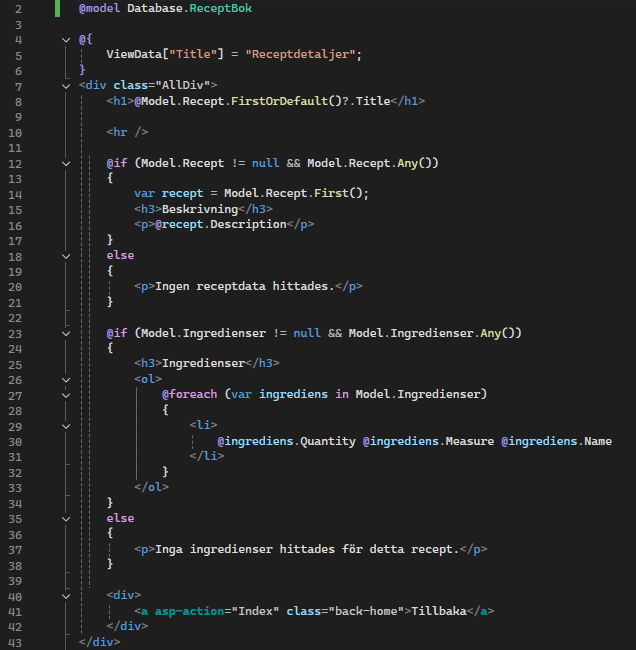 2 @model Database.ReceptBok
3
4 @{
5 ViewData["Title"] = "Receptdetaljer";
6 }
7 <div class="AllDiv">
8 <h1>@Model.Recept.FirstOrDefault()?.Title</h1>
9
10 <hr />
11
12 @if (Model.Recept != null && Model.Recept.Any())
13 {
14 var recept = Model.Recept.First();
15 <h3>Beskrivning</h3>
16 <p>@recept.Description</p>
17 }
18 else
19 {
20 <p>Ingen receptdata hittades.</p>
21 }
22
23 @if (Model.Ingredienser != null && Model.Ingredienser.Any())
24 {
25 <h3>Ingredienser</h3>
26 <ol>
27 @foreach (var ingrediens in Model.Ingredienser)
28 {
29 <li>
30 @ingrediens.Quantity @ingrediens.Measure @ingrediens.Name
31 </li>
32 }
33 </ol>
34 }
35 else
36 {
37 <p>Inga ingredienser hittades för detta recept.</p>
38 }
39
40 <div>
41 <a asp-action="Index" class="back-home">Tillbaka</a>
42 </div>
43 </div>